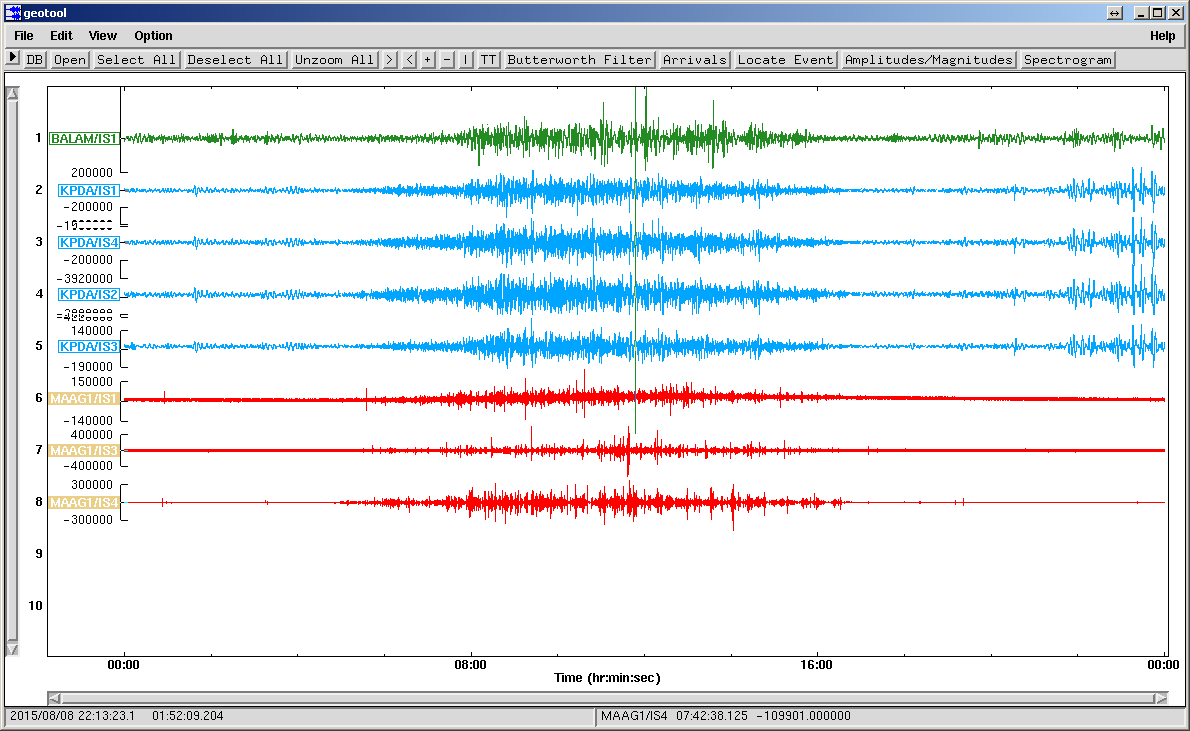 geotool
File Edit View Option Help
DB Open Select All Deselect All Unzoom All > < + - | TT Butterworth Filter Arrivals Locate Event Amplitudes/Magnitudes Spectrogram
1 BALAM/IS1
200000
2 KPDA/IS1
-200000
3 KPDA/IS4
-200000
-3920000
4 KPDA/IS2
140000
5 KPDA/IS3
-190000
150000
6 MAAG1/IS1
-140000
400000
7 MAAG1/IS3
-400000
300000
8 MAAG1/IS4
-300000
9
10
00:00 08:00 16:00 00:00
Time (hr:min:sec)
2015/08/08 22:13:23.1 01:52:09.204 MAAG1/IS4 07:42:38.125 -109901.000000